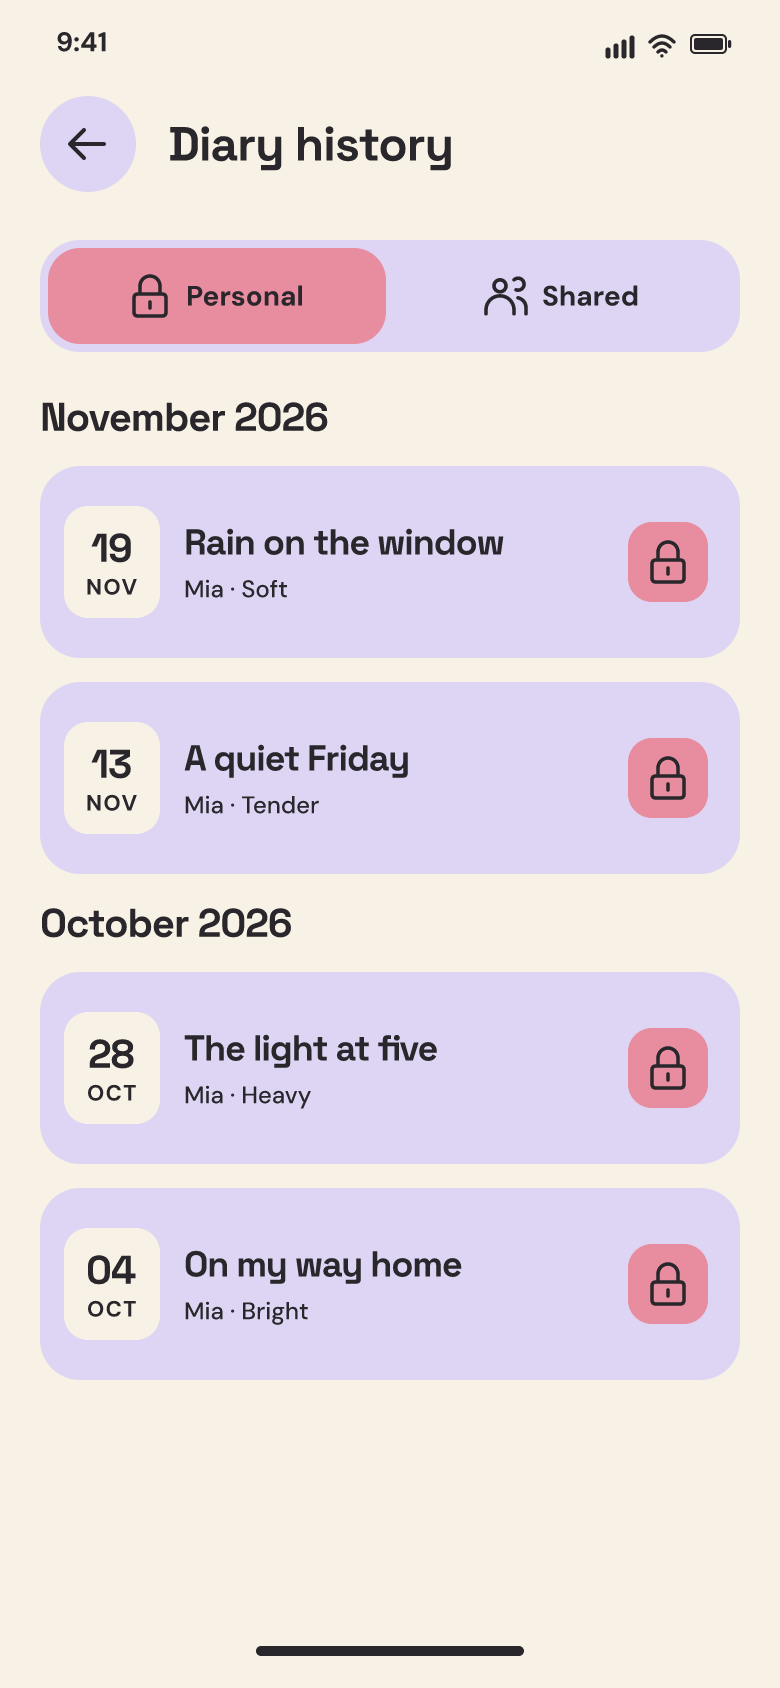 9:41
Diary history
Personal
Shared
November 2026
19
NOV
Rain on the window
Mia · Soft
13
NOV
A quiet Friday
Mia · Tender
October 2026
28
OCT
The light at five
Mia · Heavy
04
OCT
On my way home
Mia · Bright